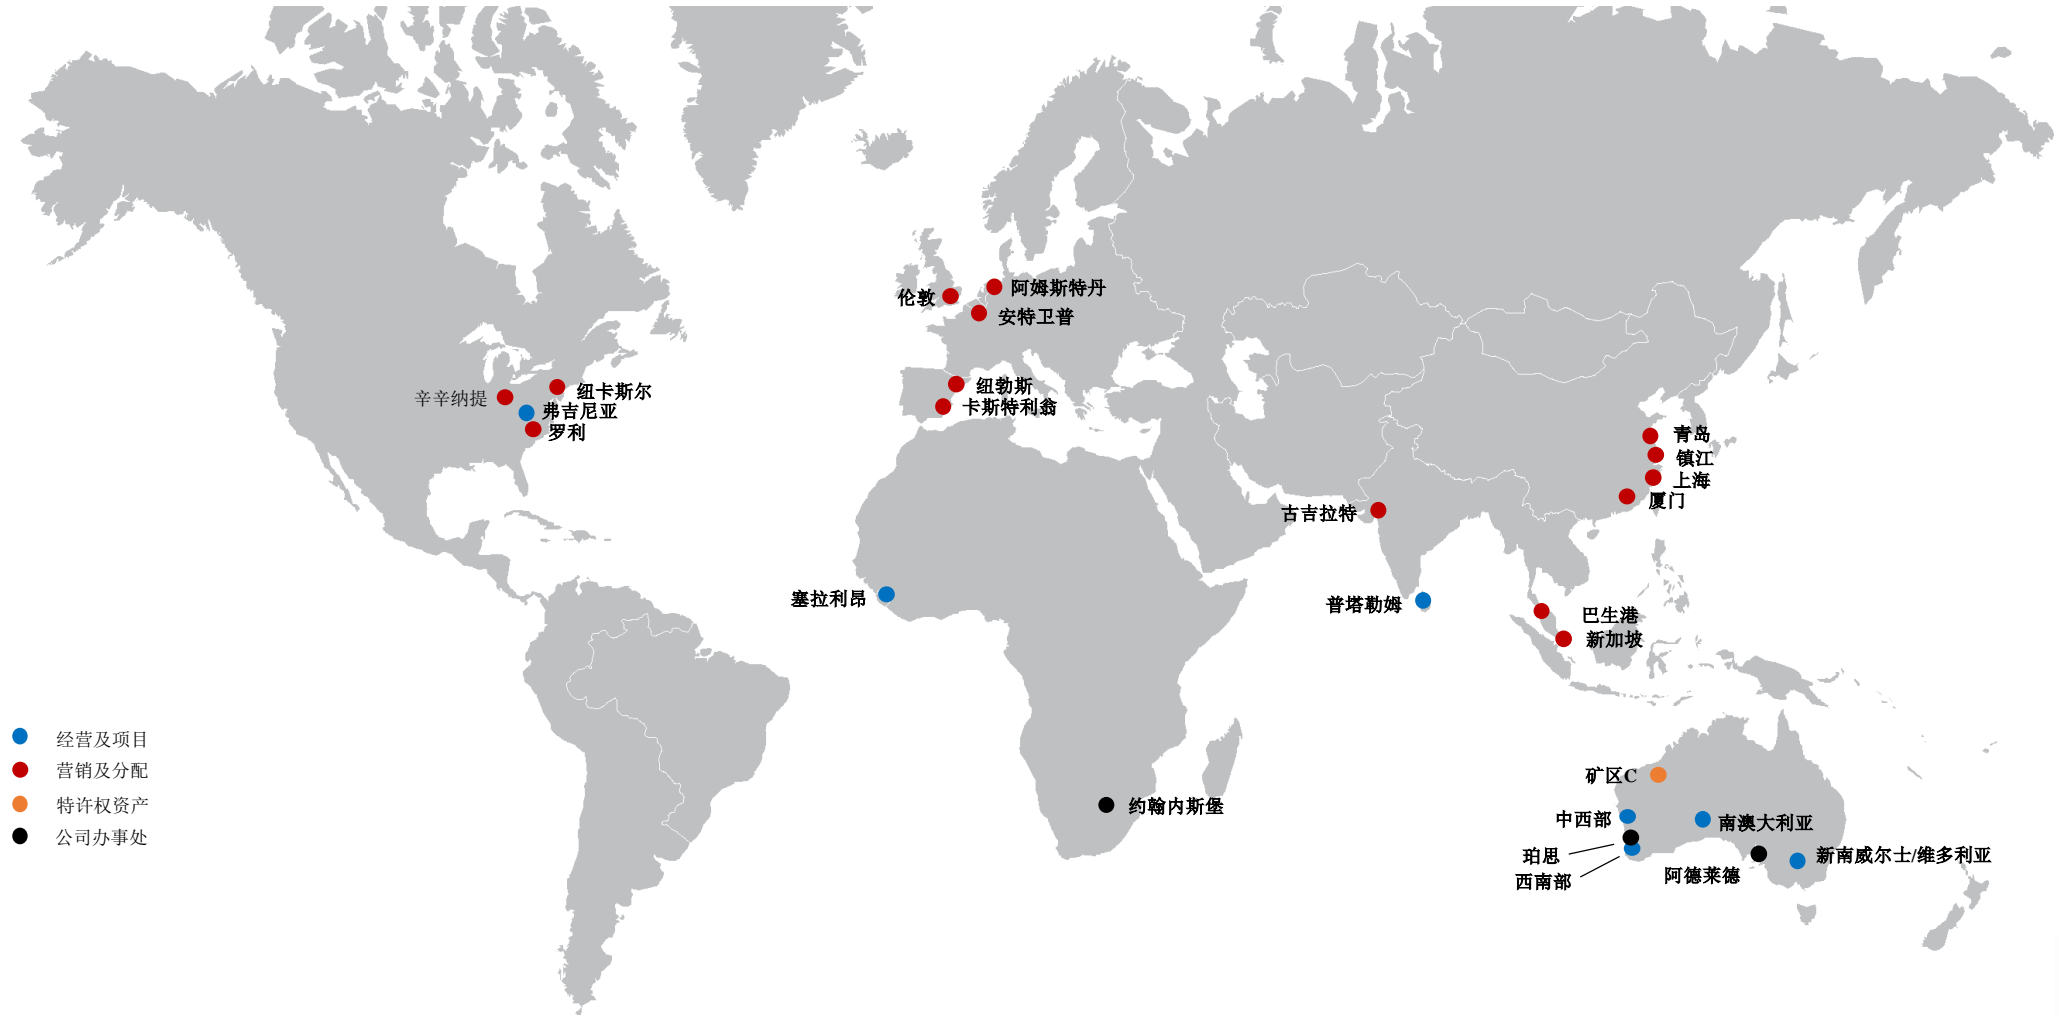 阿姆斯特丹
伦敦
安特卫普
纽勃斯
卡斯特利翁
辛辛纳提
纽卡斯尔
弗吉尼亚
罗利
青岛
镇江
上海
厦门
古吉拉特
塞拉利昂
普塔勒姆
巴生港
新加坡
经营及项目
营销及分配
特许权资产
公司办事处
矿区C
约翰内斯堡
中西部
南澳大利亚
珀思
新南威尔士/维多利亚
西南部
阿德莱德